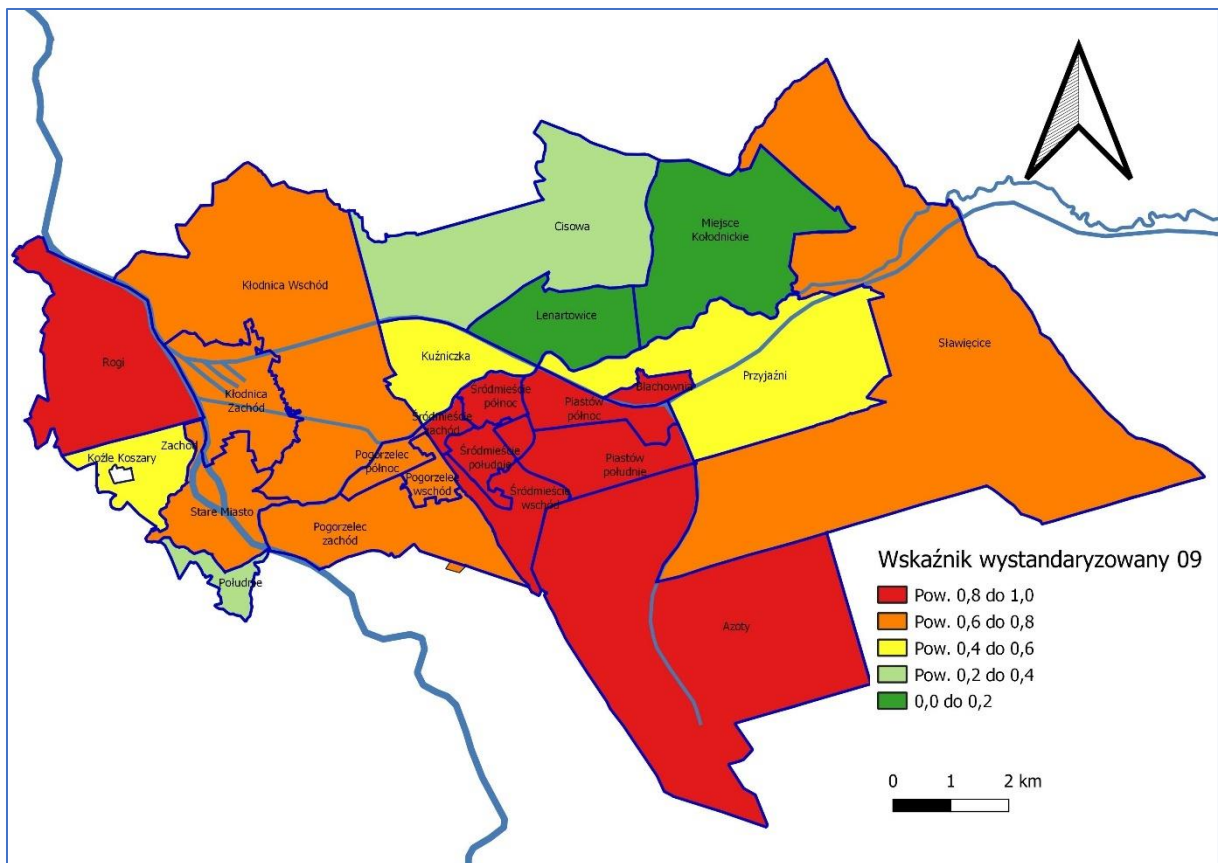 Cisowa
Miejsce
Kołodnickie
Kłodnica Wschód
Lenartowice
Sławięcice
Rogi
Kuźniczka
Przyjaźni
Blachownia
Śródmieście
północ
Piastów
północ
Kłodnica
Zachód
Śródmieście
zachód
Zachód
Koźle Koszary
Pogorzelec
północ
Śródmieście
południe
Piastów
południe
Pogorzelec
wschód
Śródmieście
wschód
Stare Miasto
Pogorzelec
zachód
Południe
Azoty
Wskaźnik wystandaryzowany 09
Pow. 0,8 do 1,0
Pow. 0,6 do 0,8
Pow. 0,4 do 0,6
Pow. 0,2 do 0,4
0,0 do 0,2
0 1 2 km